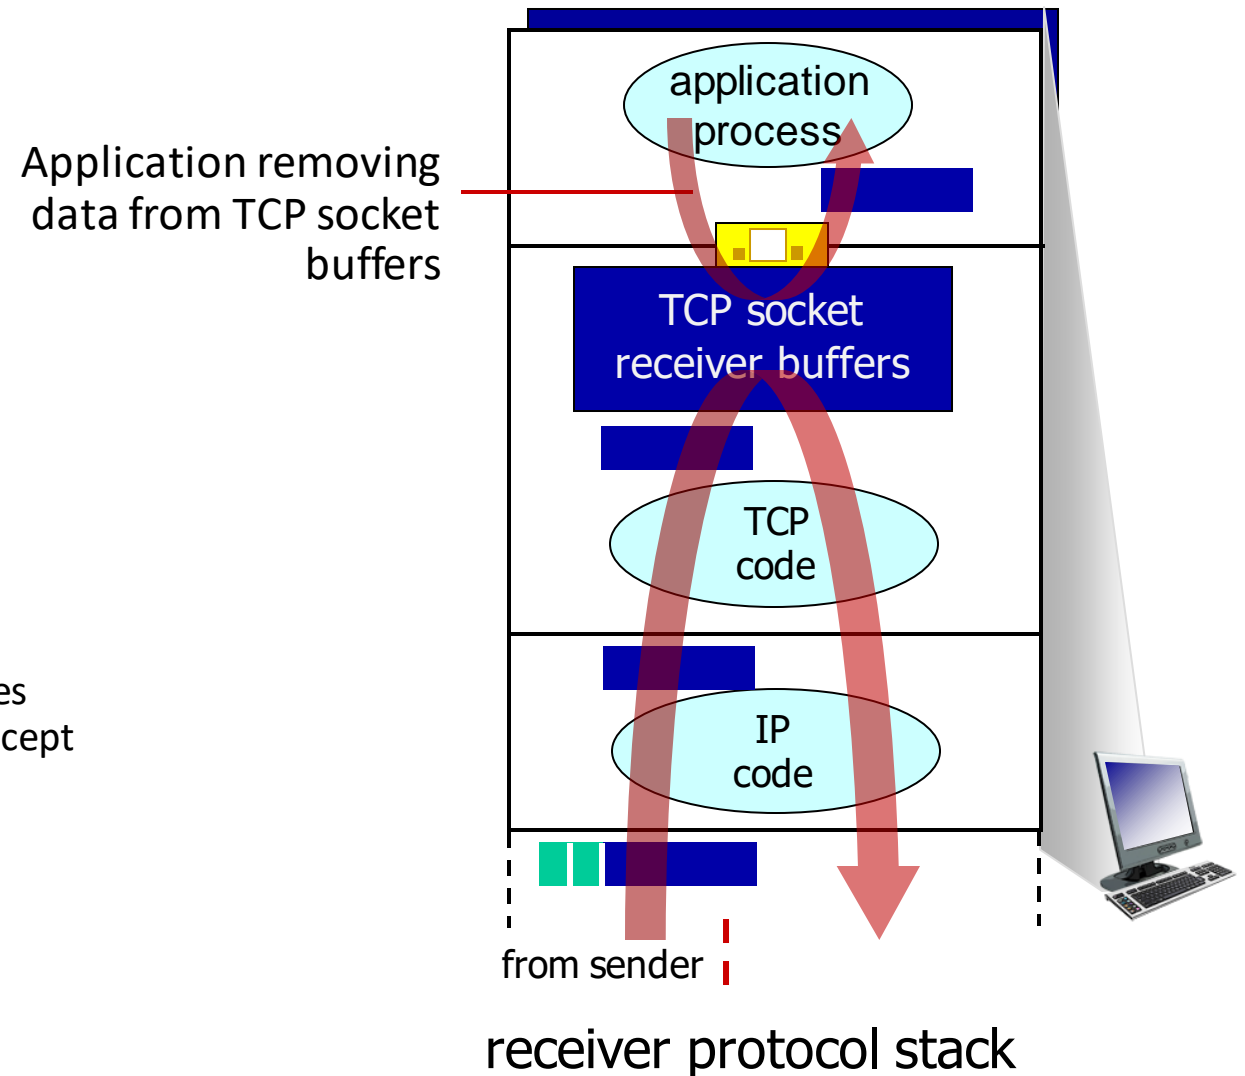 application
process
Application removing
data from TCP socket
buffers
TCP socket
receiver buffers
TCP
code
es
cept
IP
code
from sender
receiver protocol stack